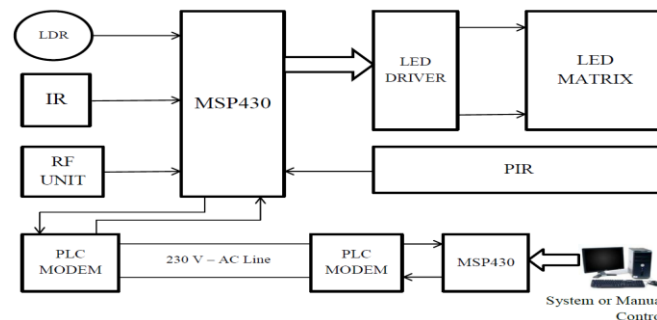 LDR
IR
RF
UNIT
MSP430
LED
DRIVER
LED
MATRIX
PIR
PLC
MODEM
230 V – AC Line
PLC
MODEM
MSP430
System or Manua
Contro